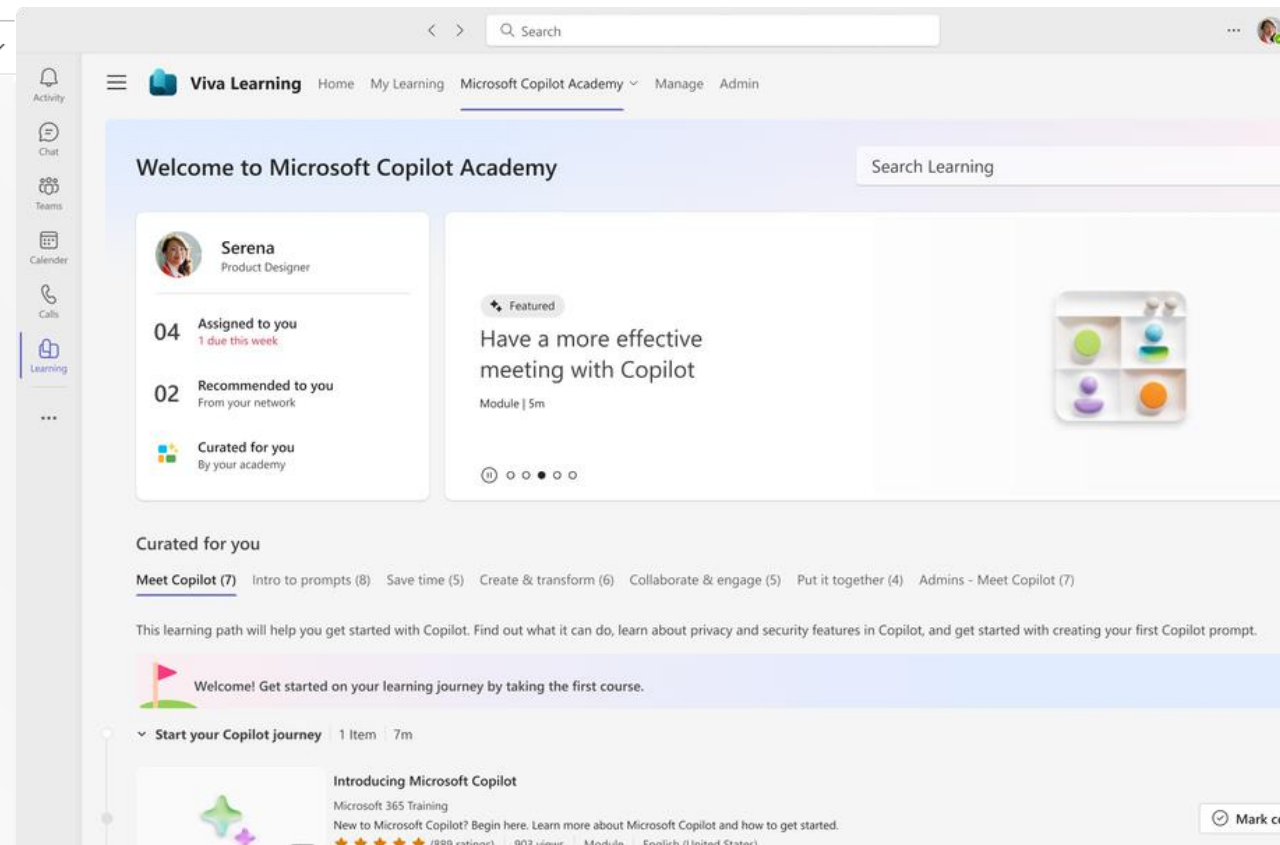 Search
Activity
Chat
Teams
Calender
Calls
Learning
Viva Learning Home My Learning Microsoft Copilot Academy Manage Admin
Welcome to Microsoft Copilot Academy
Search Learning
Serena
Product Designer
04 Assigned to you
1 due this week
02 Recommended to you
From your network
Curated for you
By your academy
Featured
Have a more effective
meeting with Copilot
Module | 5m
Curated for you
Meet Copilot (7) Intro to prompts (8) Save time (5) Create & transform (6) Collaborate & engage (5) Put it together (4) Admins - Meet Copilot (7)
This learning path will help you get started with Copilot. Find out what it can do, learn about privacy and security features in Copilot, and get started with creating your first Copilot prompt.
Welcome! Get started on your learning journey by taking the first course.
Start your Copilot journey 1 Item 7m
Introducing Microsoft Copilot
Microsoft 365 Training
New to Microsoft Copilot? Begin here. Learn more about Microsoft Copilot and how to get started.
Mark
(889 ratings) 903 views Module English (United States)